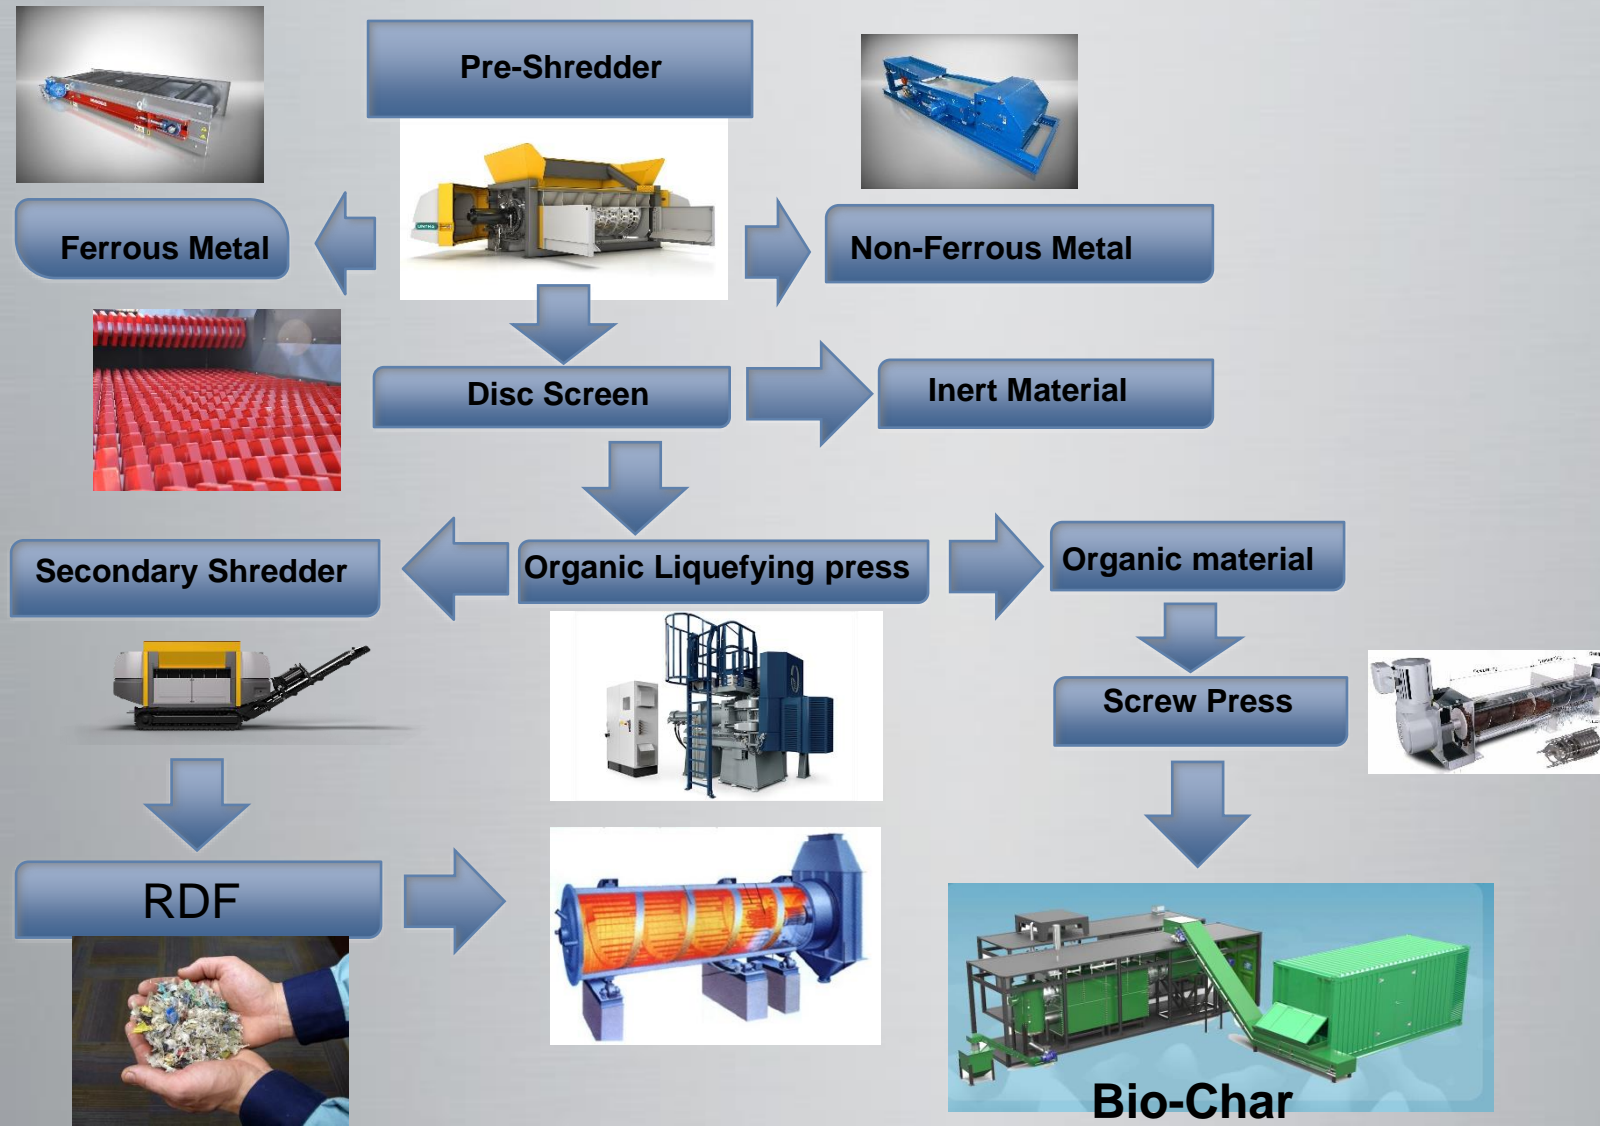 Pre-Shredder
Ferrous Metal
Non-Ferrous Metal
Disc Screen
Inert Material
Secondary Shredder
Organic Liquefying press
Organic material
Screw Press
RDF
Bio-Char